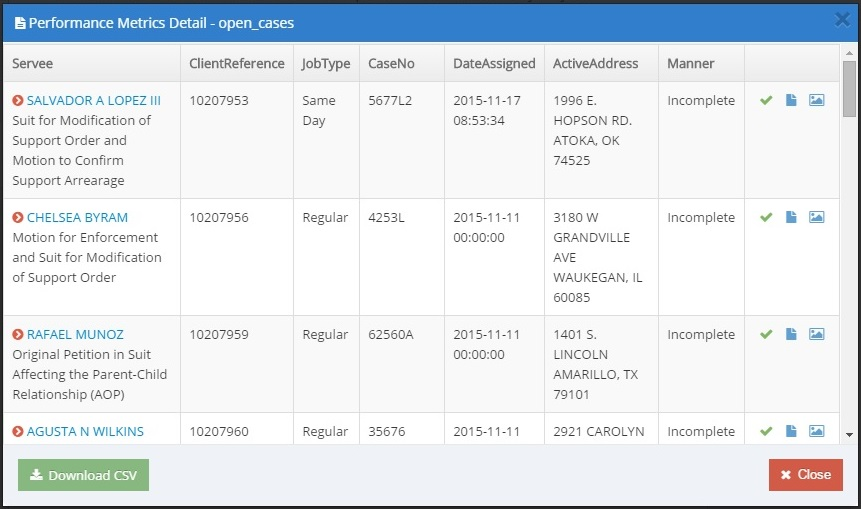 Performance Metrics Detail - open_cases
Servee ClientReference JobType CaseNo DateAssigned ActiveAddress Manner
SALVADOR A LOPEZ III 10207953 Same 5677L2 2015-11-17 1996 E. Incomplete
Suit for Modification of Day 08:53:34 HOPSON RD.
Support Order and ATOKA, OK
Motion to Confirm 74525
Support Arrearage
CHELSEA BYRAM 10207956 Regular 4253L 2015-11-11 3180 W Incomplete
Motion for Enforcement 00:00:00 GRANDVILLE
and Suit for Modification AVE
of Support Order WAUKEGAN, IL
60085
RAFAEL MUNOZ 10207959 Regular 62560A 2015-11-11 1401 S. Incomplete
Original Petition in Suit 00:00:00 LINCOLN
Affecting the Parent-Child AMARILLO, TX
Relationship (AOP) 79101
AGUSTA N WILKINS 10207960 Regular 35676 2015-11-11 2921 CAROLYN Incomplete
Download CSV Close